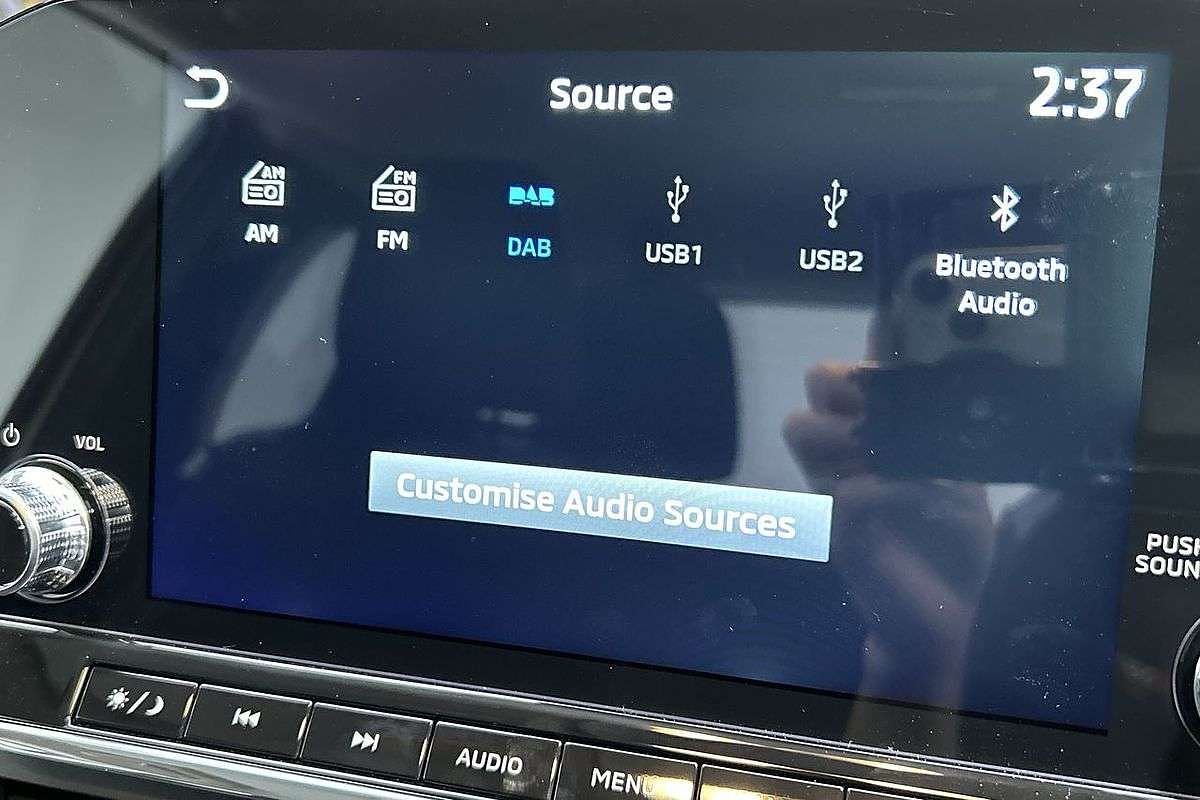 Source
2:37
AM
FM
DAB
AM
FM
DAB
USB1
USB2
Bluetooth
Audio
Customise Audio Sources
VOL
PUSH
SOUN
AUDIO
MENU